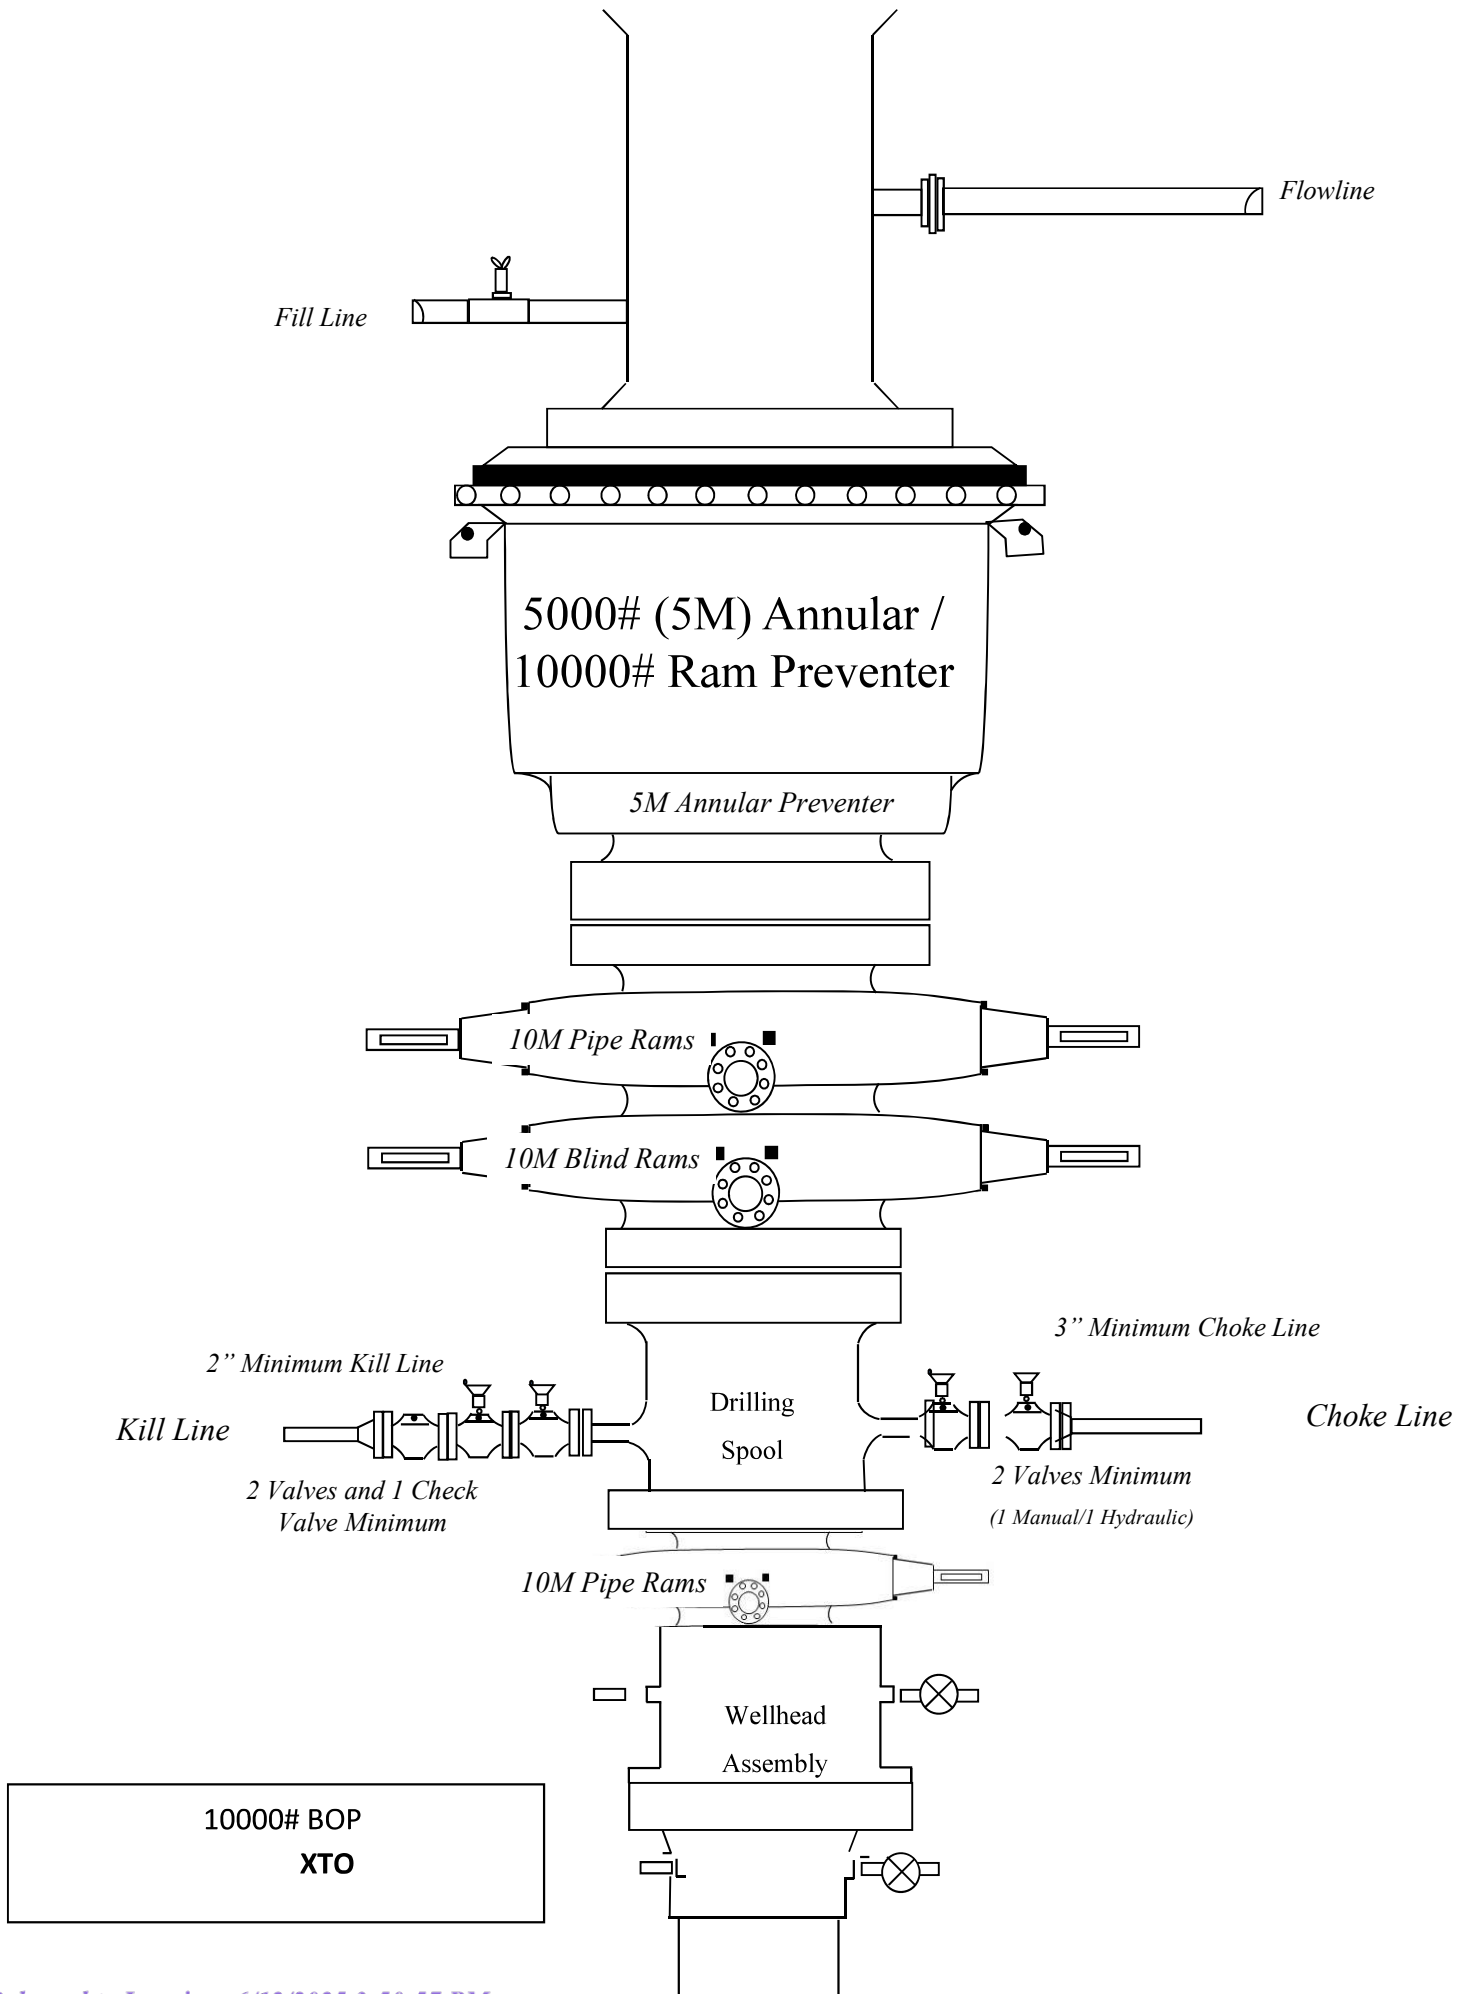 Flowline
Fill Line
5000# (5M) Annular /
10000# Ram Preventer
5M Annular Preventer
10M Pipe Rams
10M Blind Rams
3” Minimum Choke Line
2” Minimum Kill Line
Drilling
Spool
Kill Line
Choke Line
2 Valves and 1 Check
Valve Minimum
2 Valves Minimum
(1 Manual/1 Hydraulic)
10M Pipe Rams
Wellhead
Assembly
10000# BOP
XTO